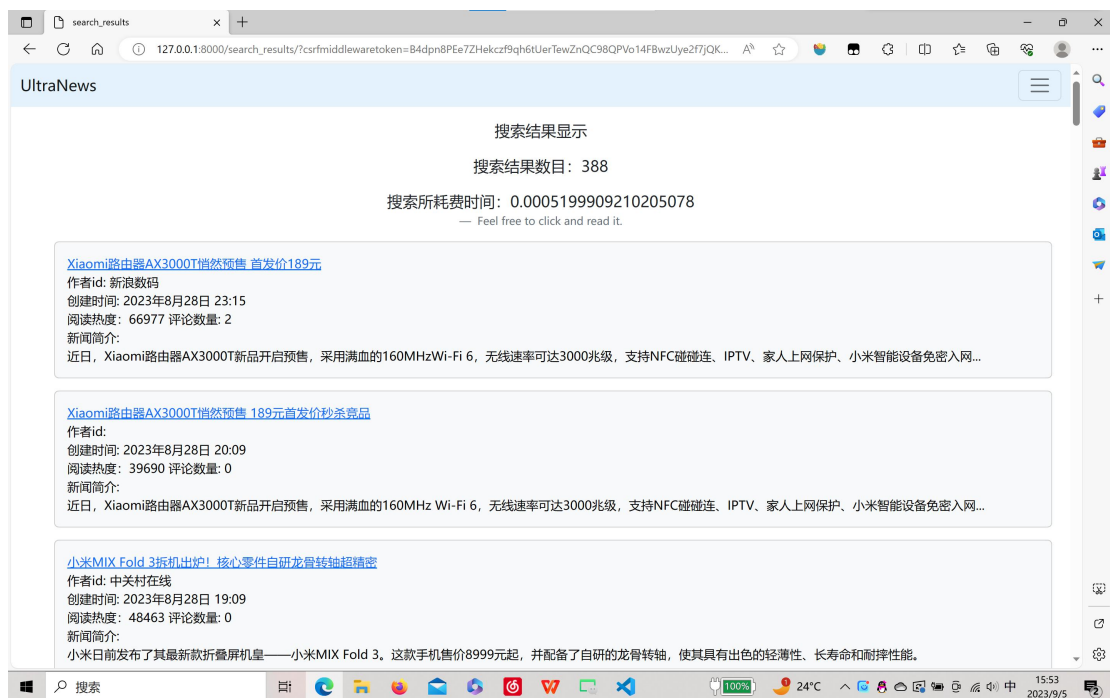 search_results
127.0.0.1:8000/search_results/?csrfmiddlewaretoken=B4dpn8PEe7ZHekczf9qh6tUerTewZnQC98QPVo14FBwzUye2f7jQK...
UltraNews
搜索结果显示
搜索结果数目：388
搜索所耗费时间：0.0005199909210205078
— Feel free to click and read it.
Xiaomi路由器AX3000T悄然预售 首发价189元
作者id: 新浪数码
创建时间: 2023年8月28日 23:15
阅读热度：66977 评论数量: 2
新闻简介:
近日，Xiaomi路由器AX3000T新品开启预售，采用满血的160MHzWi-Fi 6，无线速率可达3000兆级，支持NFC碰碰连、IPTV、家人上网保护、小米智能设备免密入网...
Xiaomi路由器AX3000T悄然预售 189元首发价秒杀竞品
作者id:
创建时间: 2023年8月28日 20:09
阅读热度：39690 评论数量: 0
新闻简介:
近日，Xiaomi路由器AX3000T新品开启预售，采用满血的160MHz Wi-Fi 6，无线速率可达3000兆级，支持NFC碰碰连、IPTV、家人上网保护、小米智能设备免密入网...
小米MIX Fold 3拆机出炉！核心零件自研龙骨转轴超精密
作者id: 中关村在线
创建时间: 2023年8月28日 19:09
阅读热度：48463 评论数量: 0
新闻简介:
小米日前发布了其最新款折叠屏机皇——小米MIX Fold 3。这款手机售价8999元起，并配备了自研的龙骨转轴，使其具有出色的轻薄性、长寿命和耐摔性能。
搜索
100%
24°C
中
15:53
2023/9/5